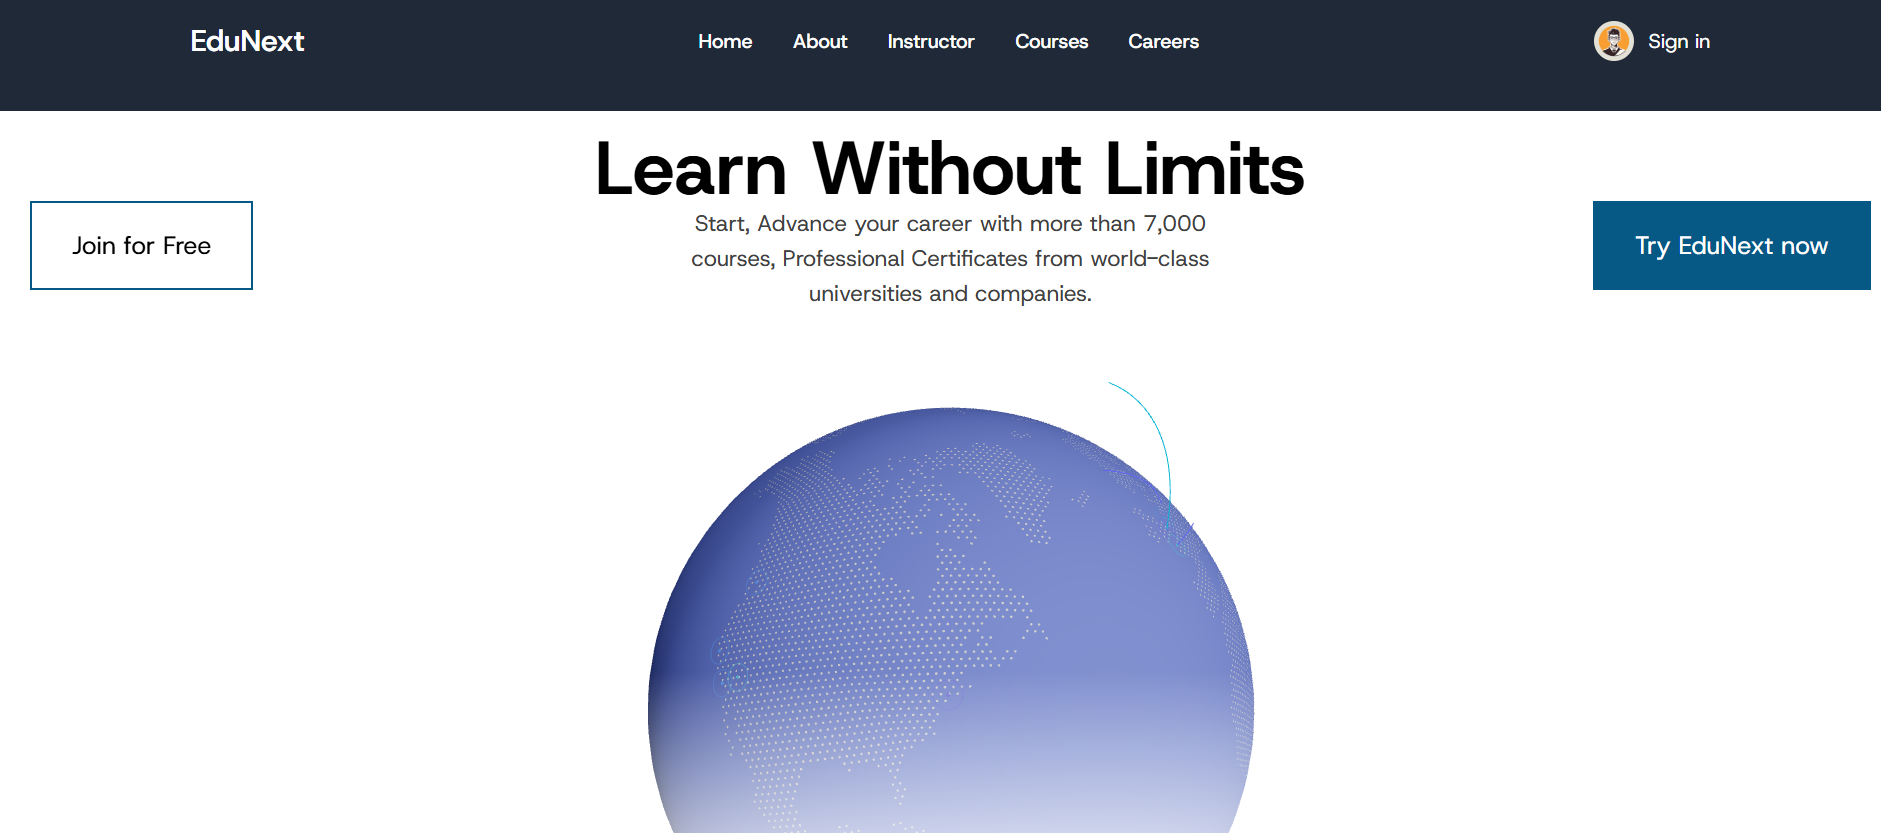 EduNext
Home
About
Instructor
Courses
Careers
Sign in
Learn Without Limits
Start, Advance your career with more than 7,000
courses, Professional Certificates from world-class
universities and companies.
Join for Free
Try EduNext now